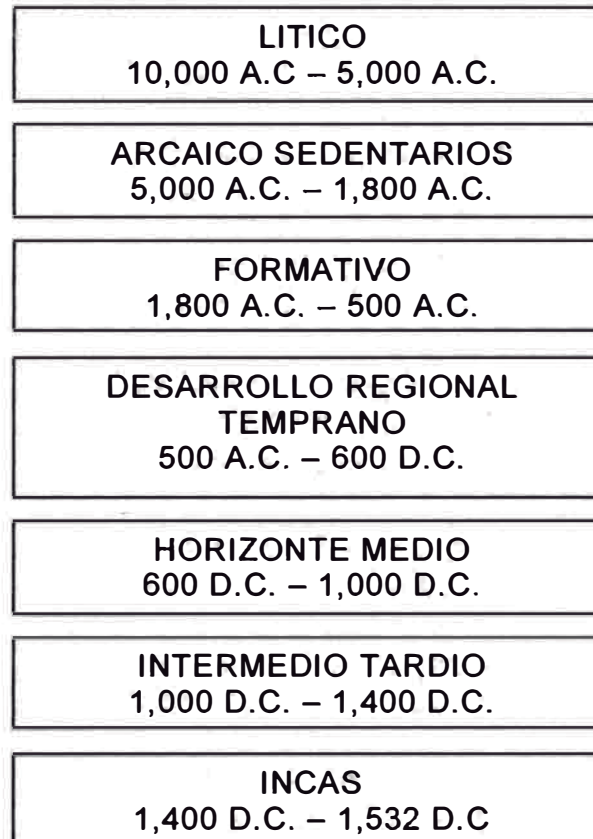 LITICO
10,000 A.C – 5,000 A.C.
ARCAICO SEDENTARIOS
5,000 A.C. – 1,800 A.C.
FORMATIVO
1,800 A.C. – 500 A.C.
DESARROLLO REGIONAL
TEMPRANO
500 A.C. – 600 D.C.
HORIZONTE MEDIO
600 D.C. – 1,000 D.C.
INTERMEDIO TARDIO
1,000 D.C. – 1,400 D.C.
INCAS
1,400 D.C. – 1,532 D.C